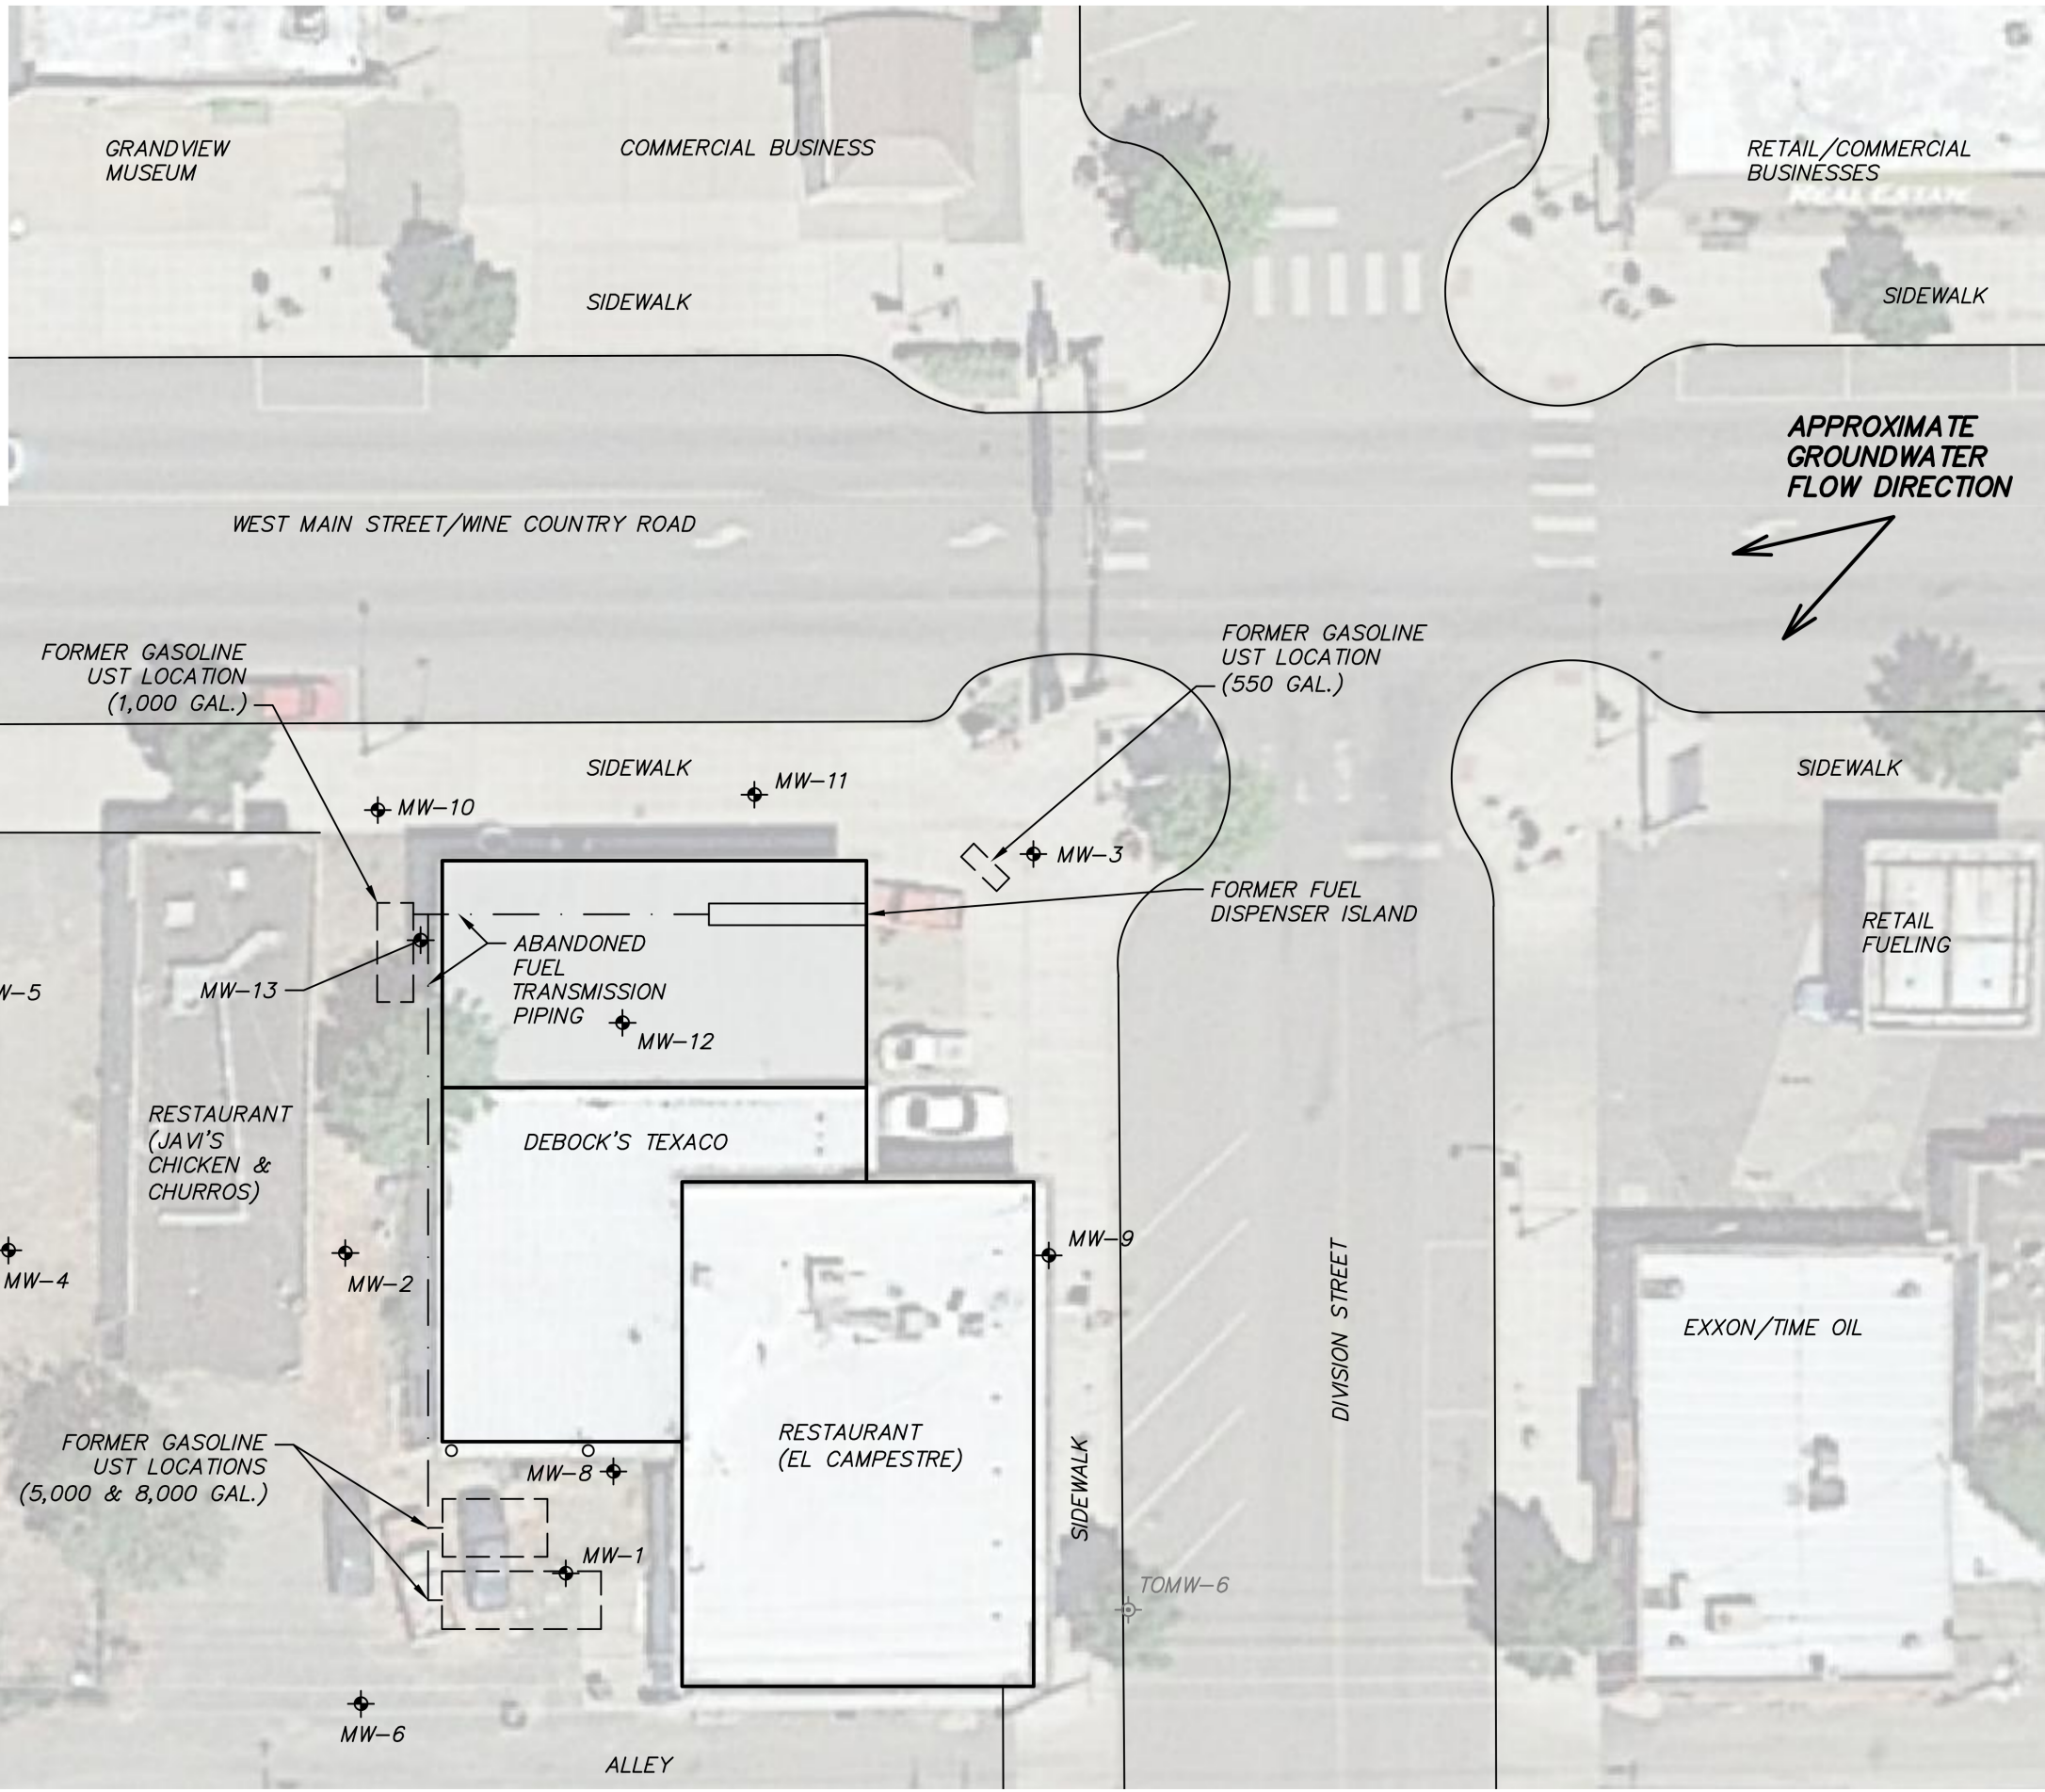 GRANDVIEW
MUSEUM
COMMERCIAL BUSINESS
RETAIL/COMMERCIAL
BUSINESSES
REAL ESTATE
SIDEWALK
SIDEWALK
APPROXIMATE
GROUNDWATER
FLOW DIRECTION
WEST MAIN STREET/WINE COUNTRY ROAD
FORMER GASOLINE
UST LOCATION
(1,000 GAL.)
FORMER GASOLINE
UST LOCATION
(550 GAL.)
SIDEWALK
SIDEWALK
MW-11
MW-10
MW-3
FORMER FUEL
DISPENSER ISLAND
RETAIL
FUELING
ABANDONED
FUEL
TRANSMISSION
PIPING
MW-13
W-5
MW-12
RESTAURANT
(JAVI'S
CHICKEN &
CHURROS)
DEBOCK'S TEXACO
MW-9
MW-4
MW-2
DIVISION STREET
EXXON/TIME OIL
RESTAURANT
(EL CAMPESTRE)
FORMER GASOLINE
UST LOCATIONS
(5,000 & 8,000 GAL.)
MW-8
SIDEWALK
MW-1
TOMW-6
MW-6
ALLEY